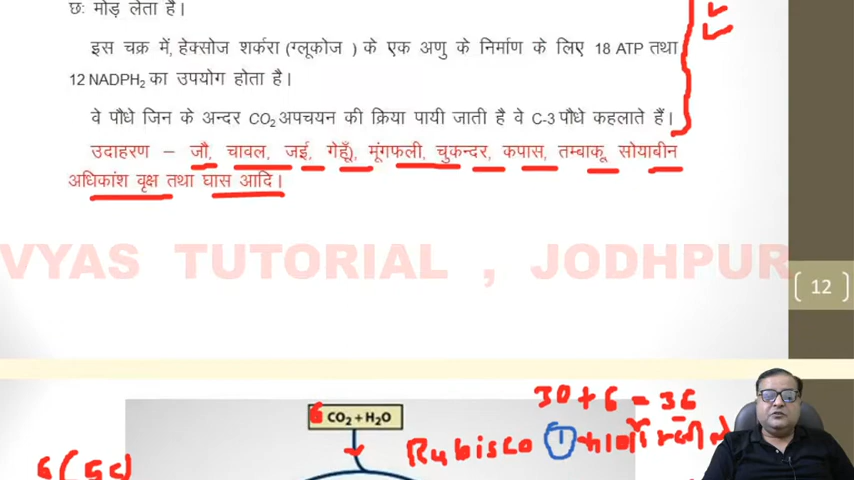 छः मोड़ लेता है।
इस चक्र में, हेक्सोज शर्करा (ग्लूकोज ) के एक अणु के निर्माण के लिए 18 ATP तथा
12 NADPH₂ का उपयोग होता है।
वे पौधे जिन के अन्दर CO₂ अपचयन की क्रिया पायी जाती है वे C-3 पौधे कहलाते हैं।
उदाहरण – जौ, चावल, जई, गेहूँ), मूंगफली, चुकन्दर, कपास, तम्बाकू, सोयाबीन
अधिकांश वृक्ष तथा घास आदि।
VYAS TUTORIAL , JODHPUR
12
30 + 6 = 36
6 CO₂ + H₂O
Rubisco 1